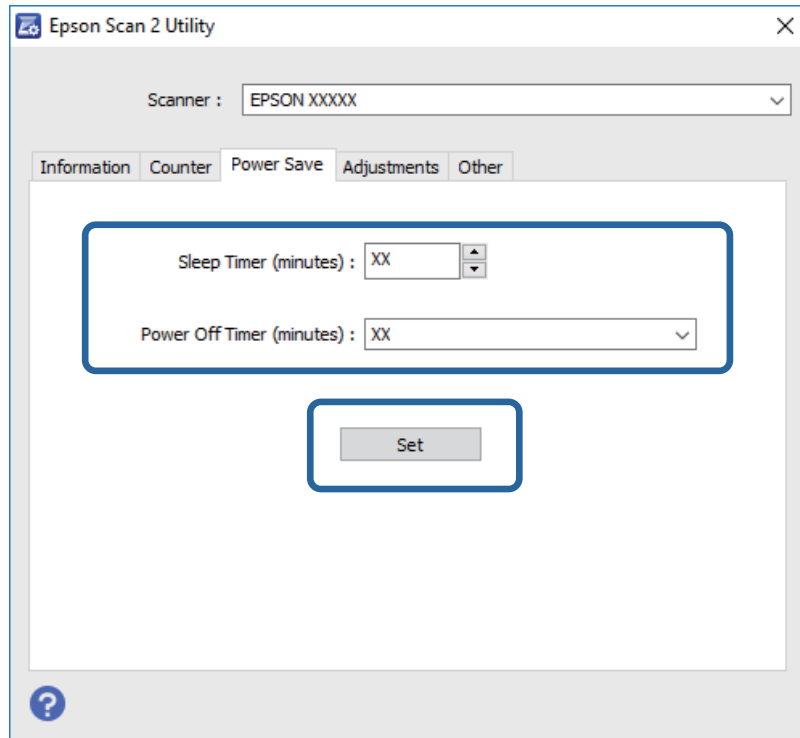 Epson Scan 2 Utility
Scanner : EPSON XXXXX
Information Counter Power Save Adjustments Other
Sleep Timer (minutes) : XX
Power Off Timer (minutes) : XX
Set
?